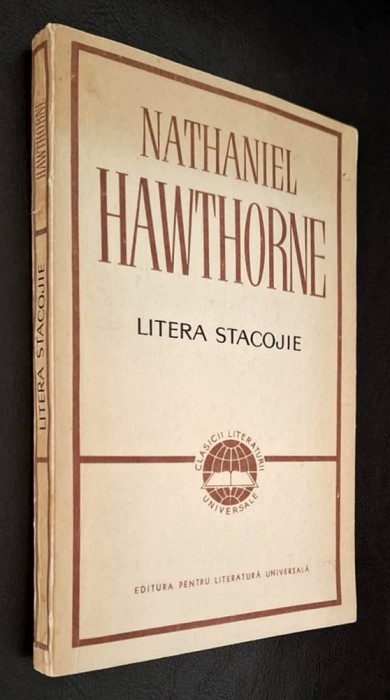 NATHANIEL
HAWTHORNE
LITERA STACOJIE
CLASICII LITERATURII
UNIVERSALE
EDITURA PENTRU LITERATURĂ UNIVERSALĂ
HAWTHORNE
LITERA STACOJIE